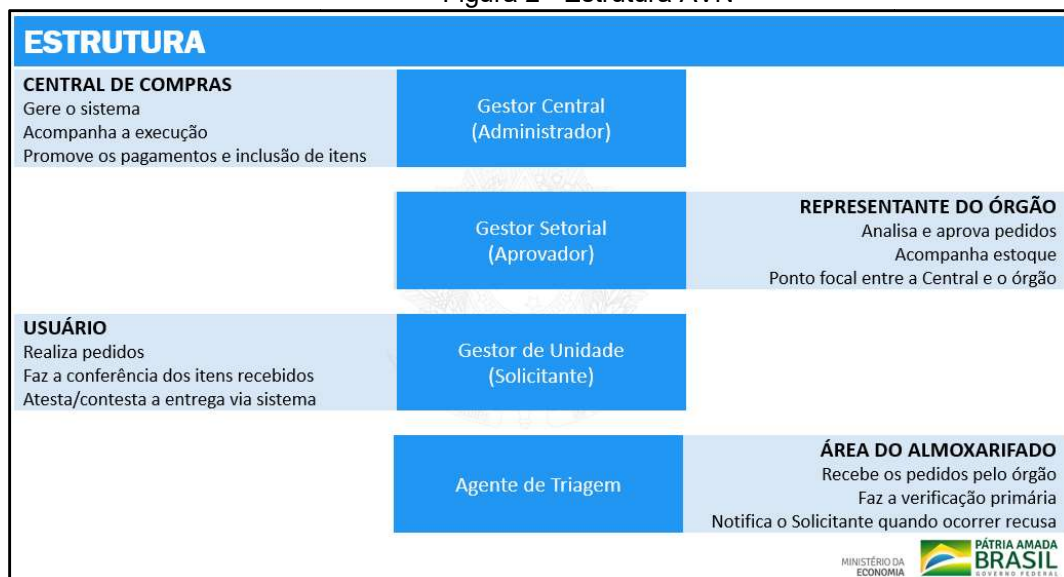 ESTRUTURA
CENTRAL DE COMPRAS
Gere o sistema
Acompanha a execução
Promove os pagamentos e inclusão de itens
Gestor Central
(Administrador)
Gestor Setorial
(Aprovador)
REPRESENTANTE DO ÓRGÃO
Analisa e aprova pedidos
Acompanha estoque
Ponto focal entre a Central e o órgão
USUÁRIO
Realiza pedidos
Faz a conferência dos itens recebidos
Atesta/contesta a entrega via sistema
Gestor de Unidade
(Solicitante)
Agente de Triagem
ÁREA DO ALMOXARIFADO
Recebe os pedidos pelo órgão
Faz a verificação primária
Notifica o Solicitante quando ocorrer recusa
MINISTÉRIO DA
ECONOMIA
PÁTRIA AMADA
BRASIL
GOVERNO FEDERAL